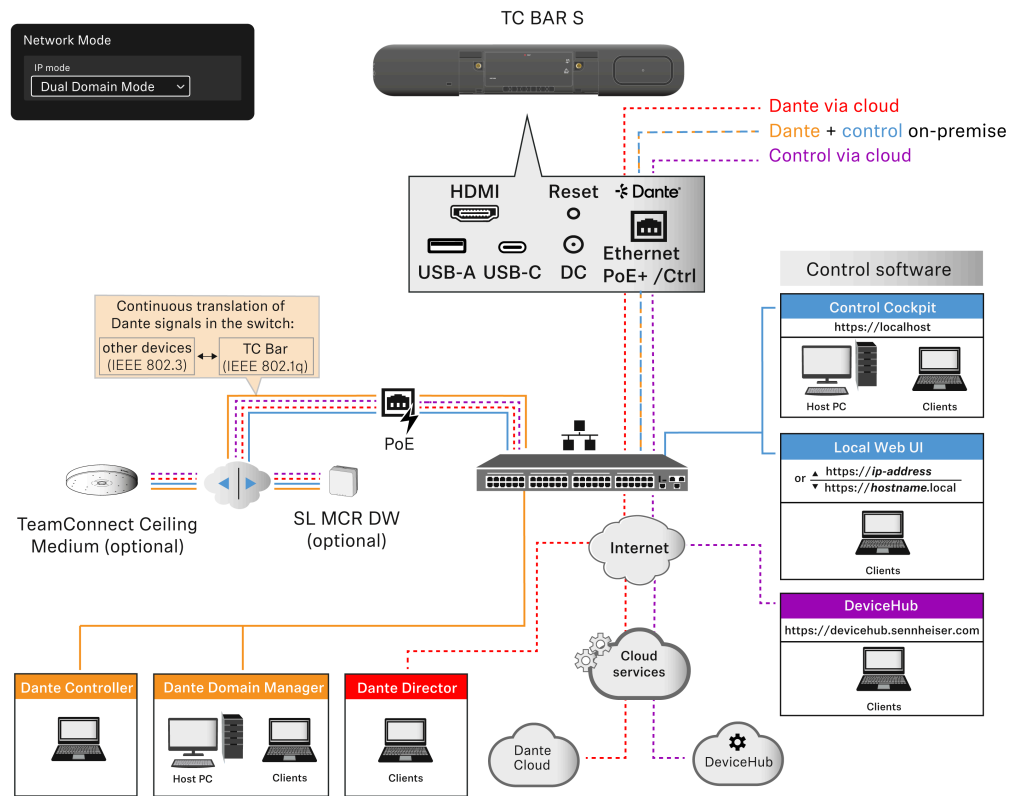 TC BAR S
Network Mode
IP mode
Dual Domain Mode
Dante via cloud
Dante + control on-premise
Control via cloud
HDMI
Reset
Dante
USB-A
USB-C
DC
Ethernet
PoE+ /Ctrl
Control software
Control Cockpit
https://localhost
Host PC
Clients
Continuous translation of
Dante signals in the switch:
other devices
(IEEE 802.3)
TC Bar
(IEEE 802.1q)
PoE
TeamConnect Ceiling
Medium (optional)
SL MCR DW
(optional)
Local Web UI
or
https://ip-address
https://hostname.local
Clients
Internet
DeviceHub
https://devicehub.sennheiser.com
Clients
Cloud
services
Dante Controller
Dante Domain Manager
Host PC
Clients
Dante Director
Clients
Dante
Cloud
DeviceHub